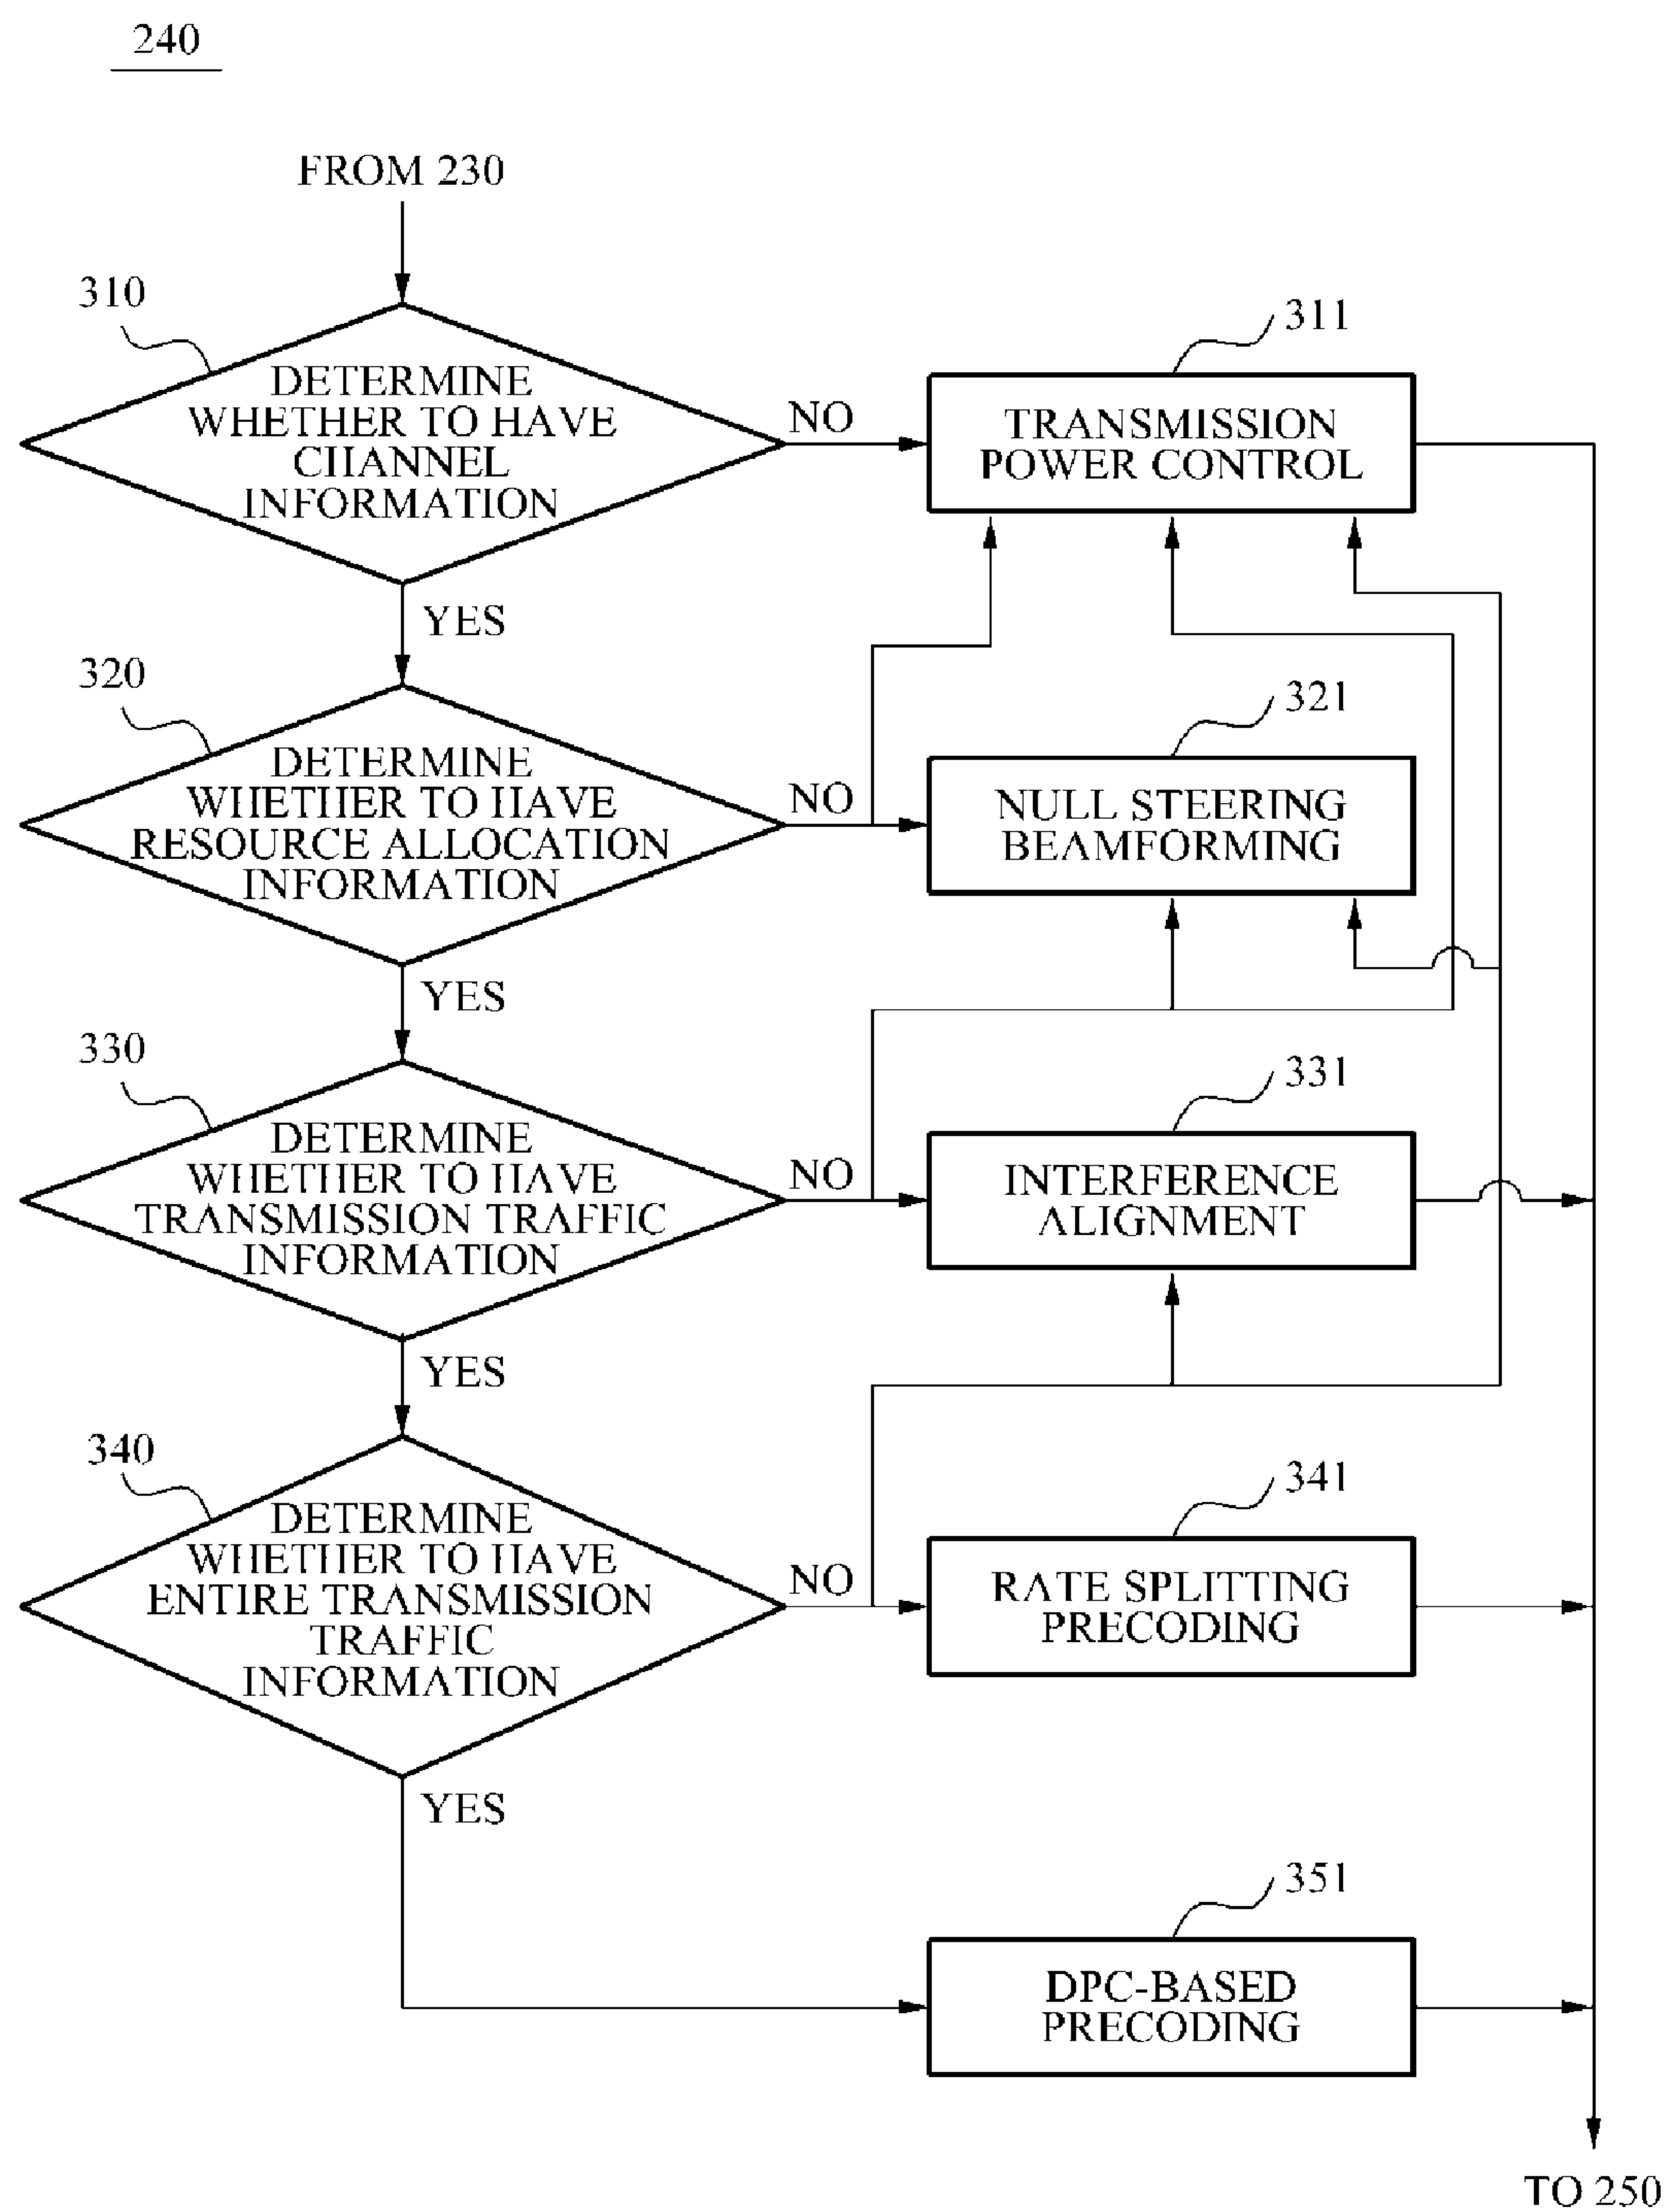 240
FROM 230
310
DETERMINE
WHETHER TO HAVE
CHANNEL
INFORMATION
NO
311
TRANSMISSION
POWER CONTROL
YES
320
DETERMINE
WHETHER TO HAVE
RESOURCE ALLOCATION
INFORMATION
NO
321
NULL STEERING
BEAMFORMING
YES
330
DETERMINE
WHETHER TO HAVE
TRANSMISSION TRAFFIC
INFORMATION
NO
331
INTERFERENCE
ALIGNMENT
YES
340
DETERMINE
WHETHER TO HAVE
ENTIRE TRANSMISSION
TRAFFIC
INFORMATION
NO
341
RATE SPLITTING
PRECODING
YES
351
DPC-BASED
PRECODING
TO 250